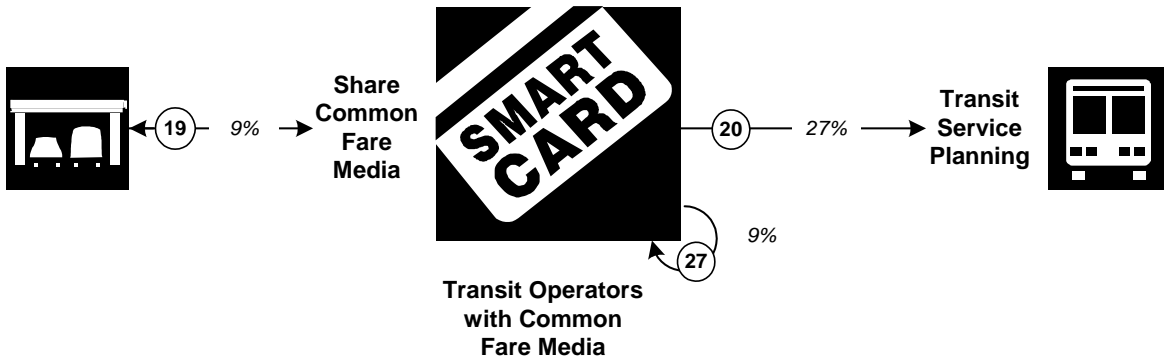 19
9%
Share
Common
Fare
Media
SMART
CARD
20
27%
Transit
Service
Planning
27
9%
Transit Operators
with Common
Fare Media